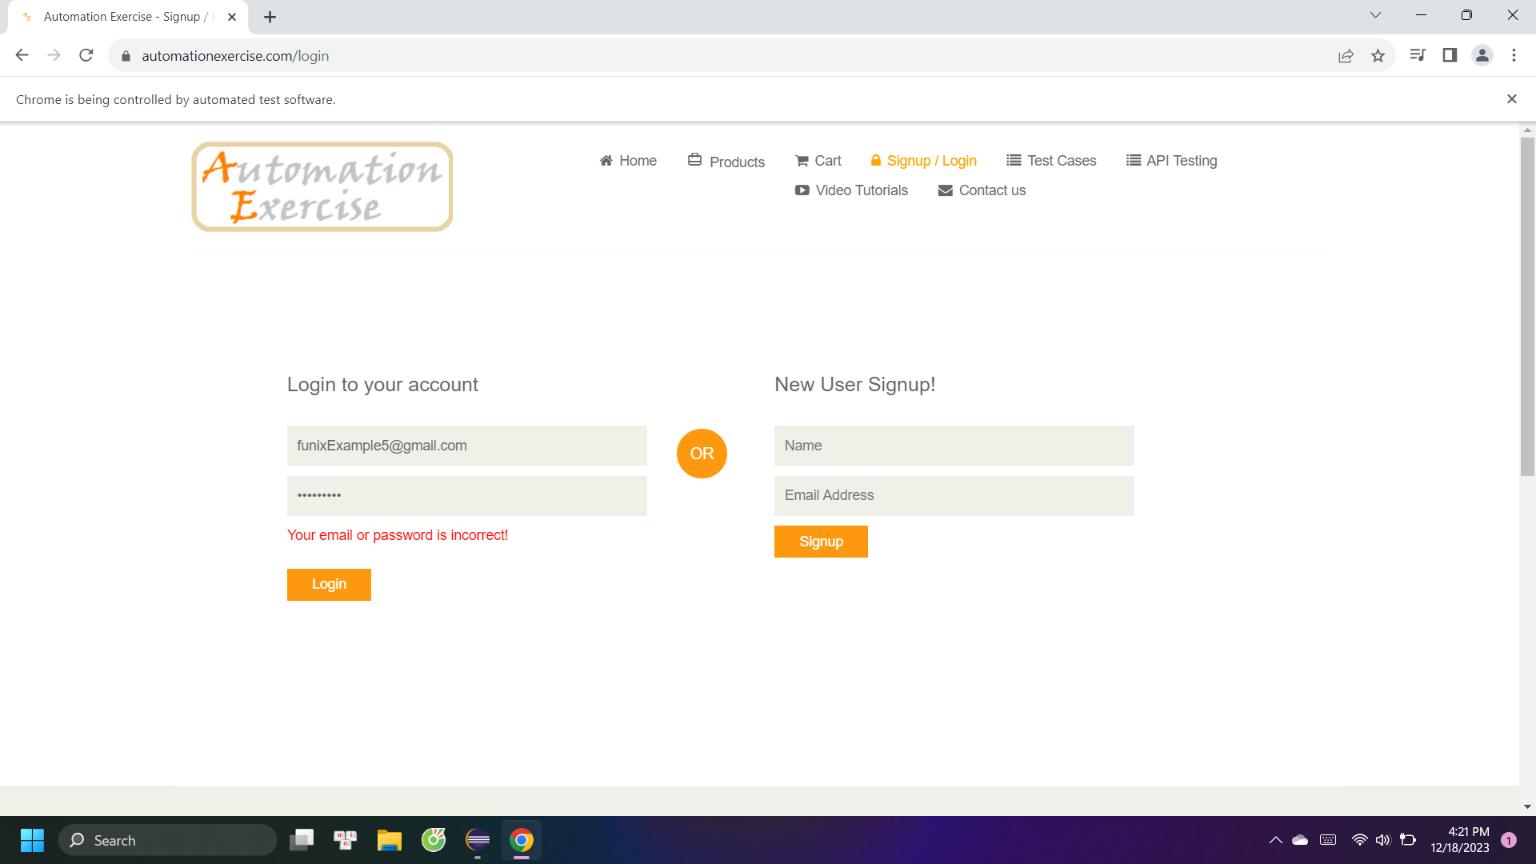 Automation Exercise - Signup /
automationexercise.com/login
Chrome is being controlled by automated test software.
Automation
Exercise
Home
Products
Cart
Signup / Login
Test Cases
API Testing
Video Tutorials
Contact us
Login to your account
funixExample5@gmail.com
•••••••••
Your email or password is incorrect!
Login
OR
New User Signup!
Name
Email Address
Signup
Search
4:21 PM
12/18/2023
1